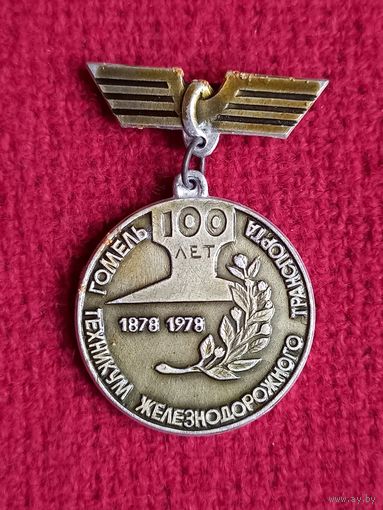 100
ЛЕТ
1878 1978
ГОМЕЛЬ
ТЕХНИКУМ ЖЕЛЕЗНОДОРОЖНОГО ТРАНСПОРТА
www.ay.by